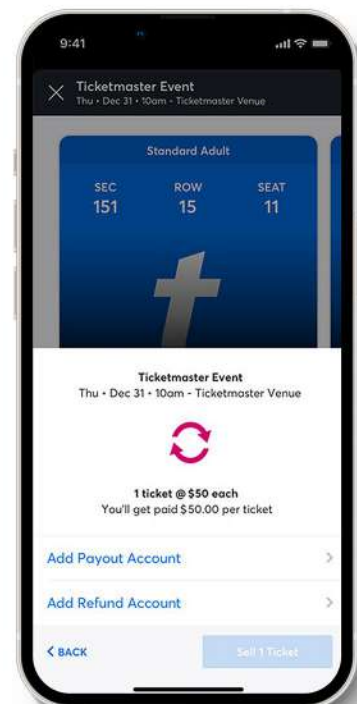 9:41
Ticketmaster Event
Thu • Dec 31 • 10am - Ticketmaster Venue
Standard Adult
SEC ROW SEAT
151 15 11
t
Ticketmaster Event
Thu • Dec 31 • 10am - Ticketmaster Venue
1 ticket @ $50 each
You'll get paid $50.00 per ticket
Add Payout Account
Add Refund Account
< BACK
Sell 1 Ticket